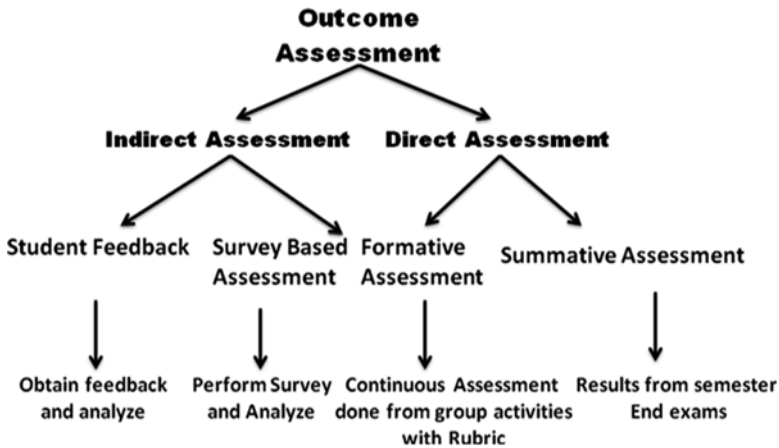 Outcome
Assessment
Indirect Assessment
Direct Assessment
Student Feedback
Survey Based
Assessment
Formative
Assessment
Summative Assessment
Obtain feedback
and analyze
Perform Survey
and Analyze
Continuous Assessment
done from group activities
with Rubric
Results from semester
End exams